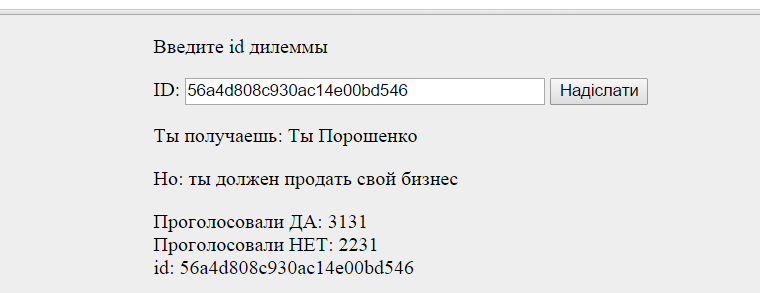 Введите id дилеммы
ID: 56a4d808c930ac14e00bd546 Надіслати
Ты получаешь: Ты Порошенко
Но: ты должен продать свой бизнес
Проголосовали ДА: 3131
Проголосовали НЕТ: 2231
id: 56a4d808c930ac14e00bd546